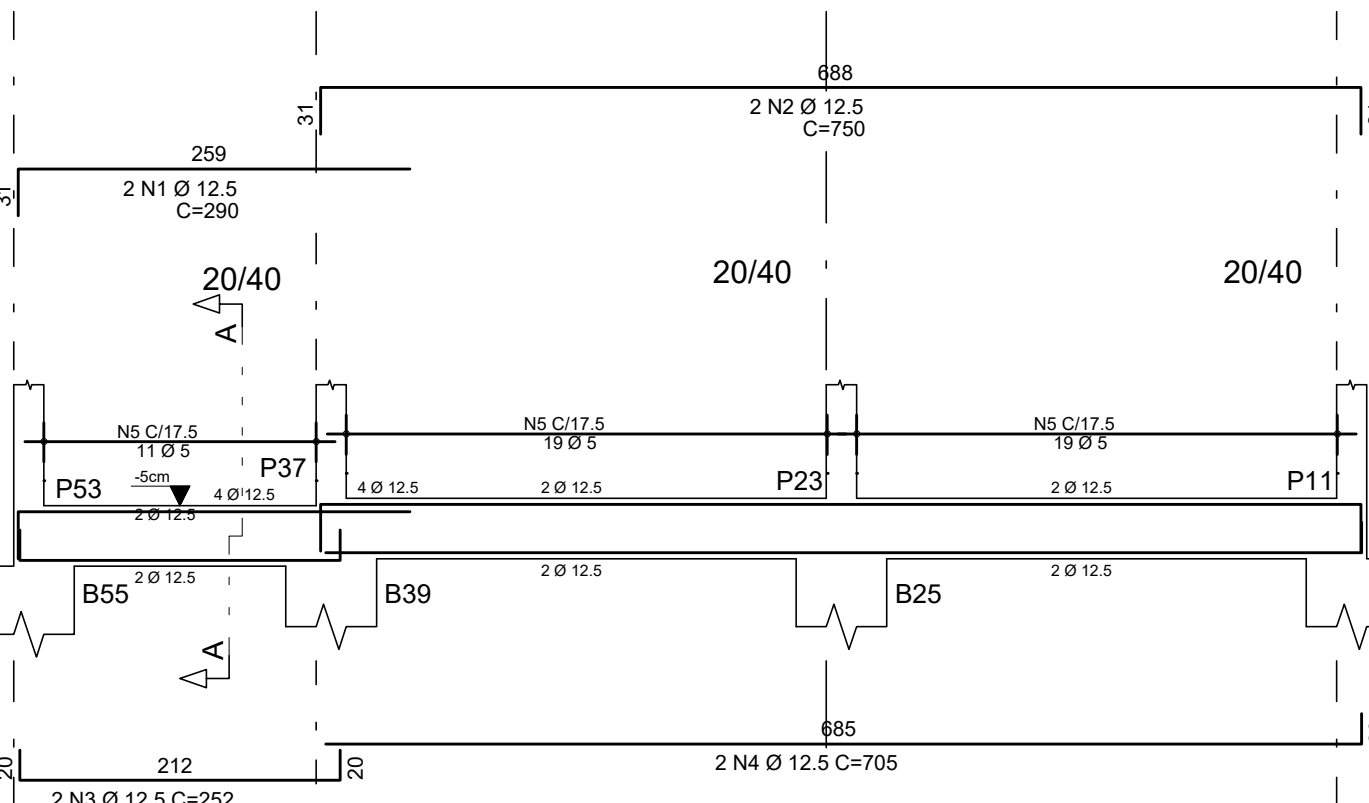 688
31
2 N2 Ø 12.5
C=750
259
31
2 N1 Ø 12.5
C=290
20/40
20/40
20/40
A
N5 C/17.5
11 Ø 5
N5 C/17.5
19 Ø 5
N5 C/17.5
19 Ø 5
P53
P37
P23
P11
-5cm
4 Ø 12.5
4 Ø 12.5
2 Ø 12.5
2 Ø 12.5
2 Ø 12.5
2 Ø 12.5
2 Ø 12.5
2 Ø 12.5
B55
B39
B25
A
685
2 N4 Ø 12.5 C=705
20
212
20
2 N3 Ø 12.5 C=252